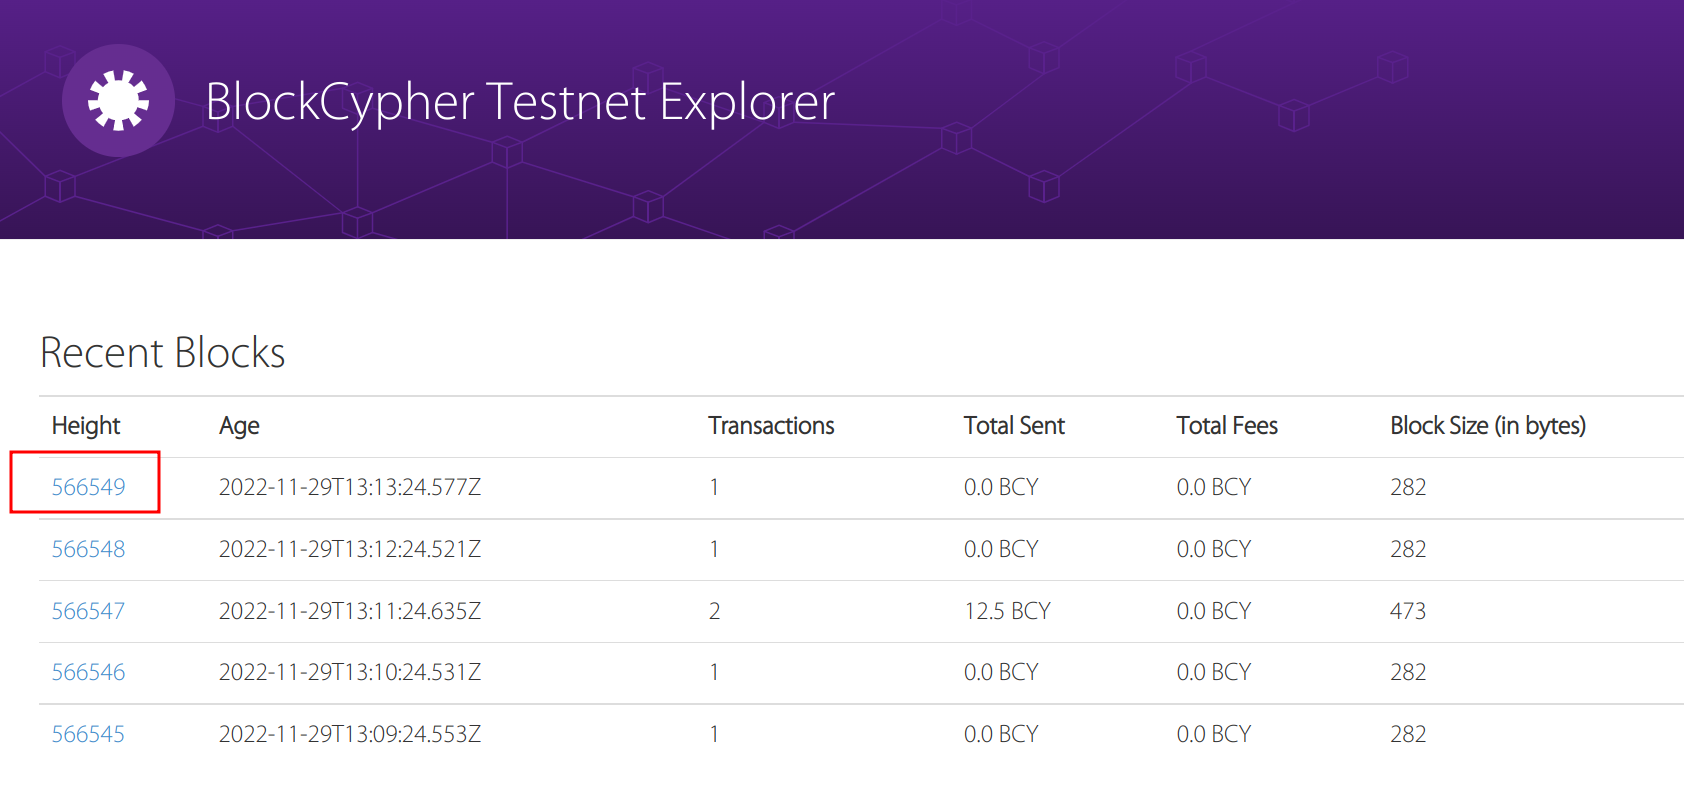 BlockCypher Testnet Explorer
Recent Blocks
Height Age Transactions Total Sent Total Fees Block Size (in bytes)
566549 2022-11-29T13:13:24.577Z 1 0.0 BCY 0.0 BCY 282
566548 2022-11-29T13:12:24.521Z 1 0.0 BCY 0.0 BCY 282
566547 2022-11-29T13:11:24.635Z 2 12.5 BCY 0.0 BCY 473
566546 2022-11-29T13:10:24.531Z 1 0.0 BCY 0.0 BCY 282
566545 2022-11-29T13:09:24.553Z 1 0.0 BCY 0.0 BCY 282